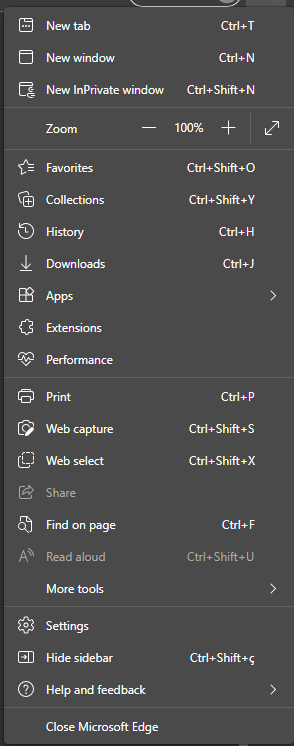 New tab Ctrl+T
New window Ctrl+N
New InPrivate window Ctrl+Shift+N
Zoom — 100% +
Favorites Ctrl+Shift+O
Collections Ctrl+Shift+Y
History Ctrl+H
Downloads Ctrl+J
Apps
Extensions
Performance
Print Ctrl+P
Web capture Ctrl+Shift+S
Web select Ctrl+Shift+X
Share
Find on page Ctrl+F
Read aloud Ctrl+Shift+U
More tools
Settings
Hide sidebar Ctrl+Shift+ç
Help and feedback
Close Microsoft Edge